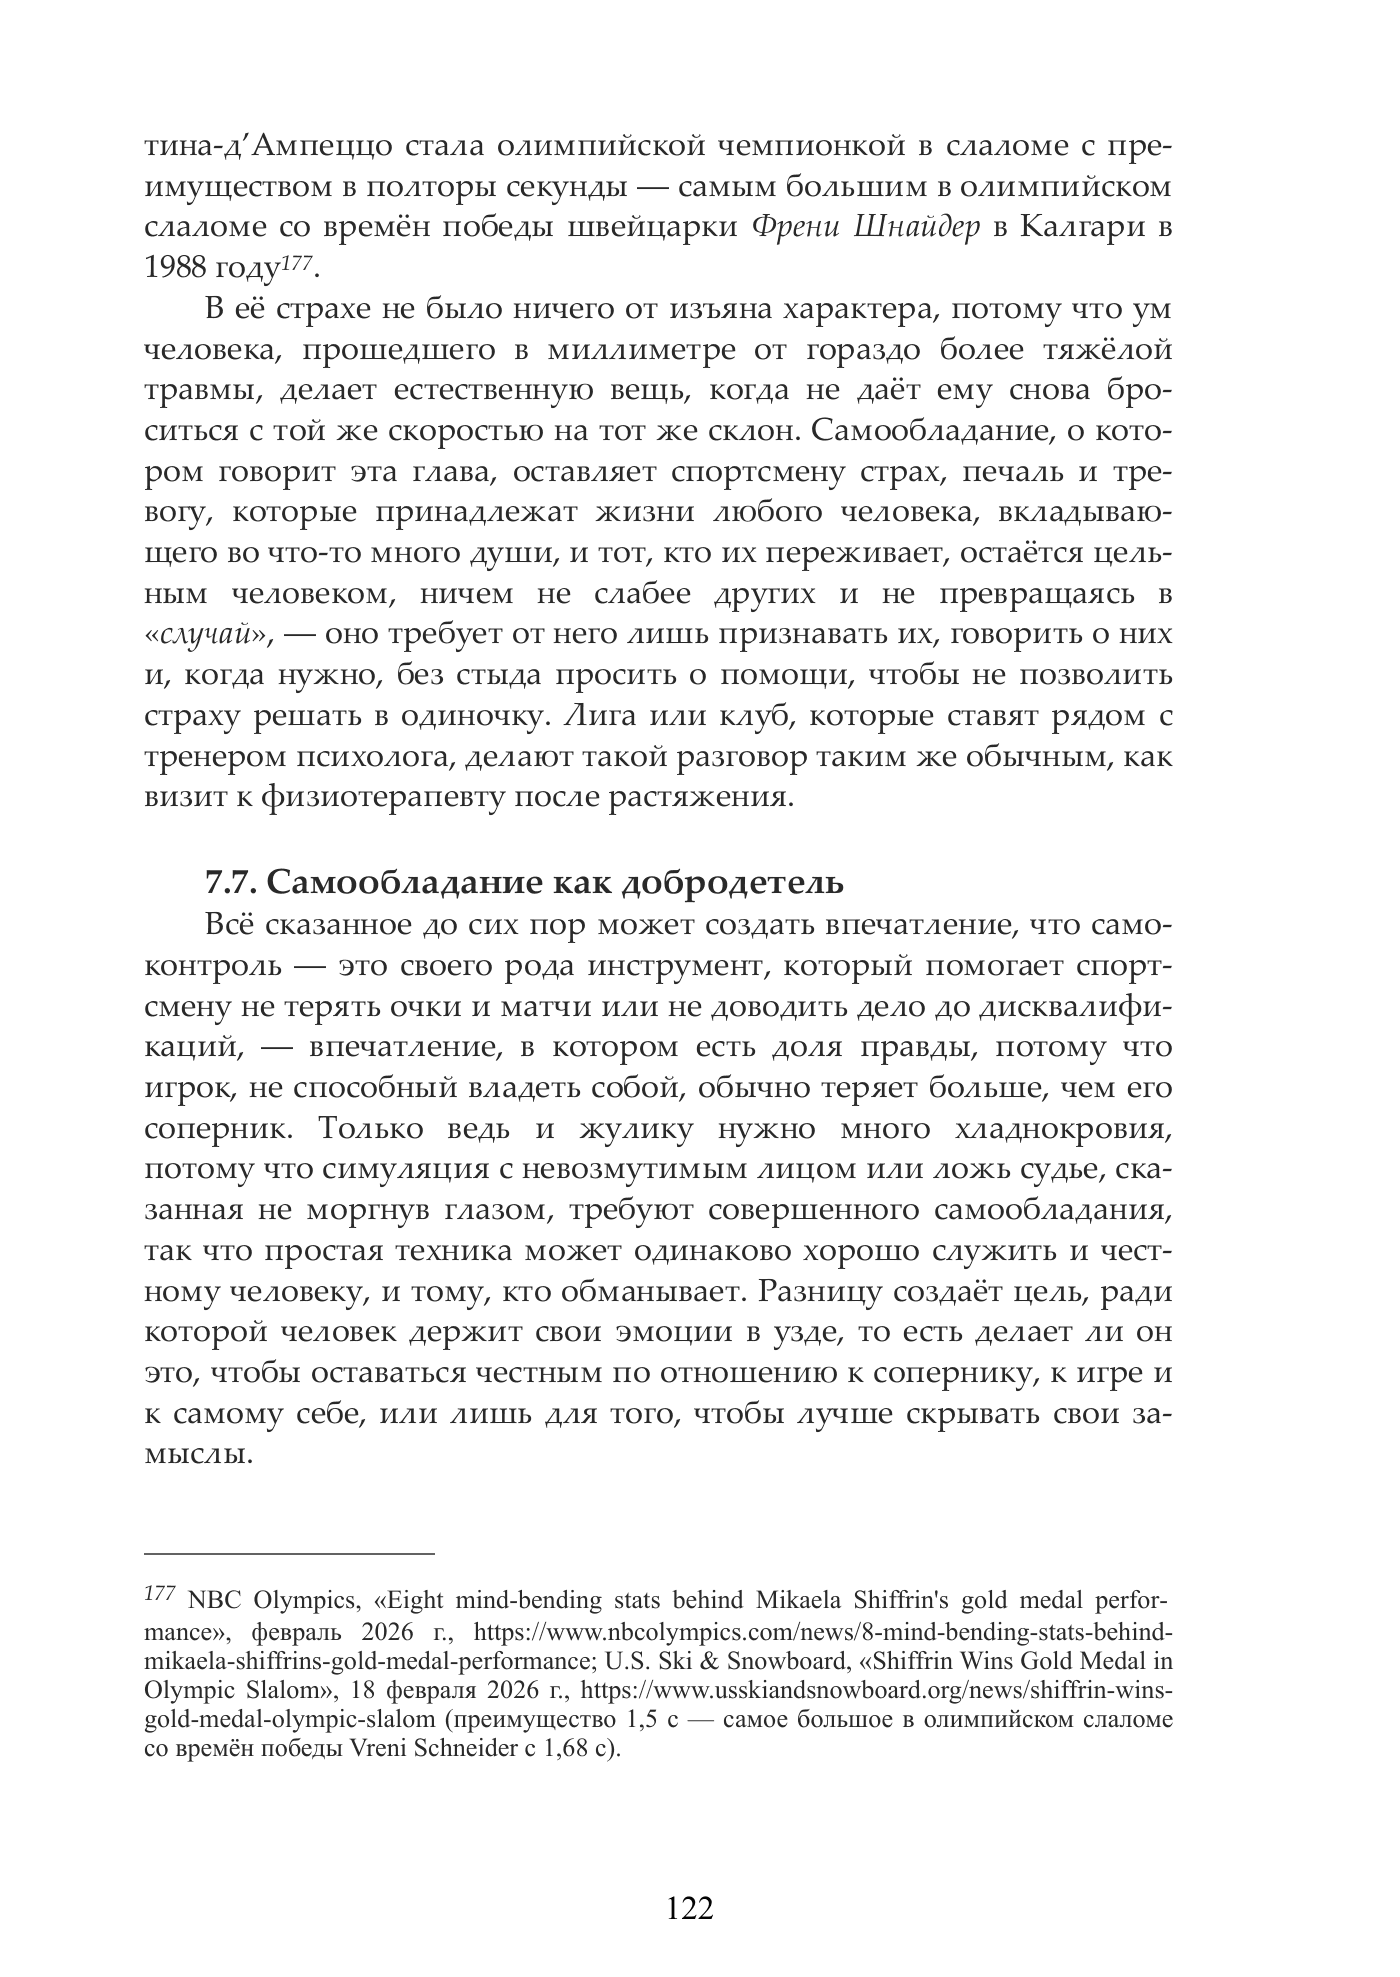 тина-д’Ампеццо стала олимпийской чемпионкой в слаломе с пре-
имуществом в полторы секунды — самым большим в олимпийском
слаломе со времён победы швейцарки Френи Шнайдер в Калгари в
1988 году177.
В её страхе не было ничего от изъяна характера, потому что ум
человека, прошедшего в миллиметре от гораздо более тяжёлой
травмы, делает естественную вещь, когда не даёт ему снова бро-
ситься с той же скоростью на тот же склон. Самообладание, о кото-
ром говорит эта глава, оставляет спортсмену страх, печаль и тре-
вогу, которые принадлежат жизни любого человека, вкладываю-
щего во что-то много души, и тот, кто их переживает, остаётся цель-
ным человеком, ничем не слабее других и не превращаясь в
«случай», — оно требует от него лишь признавать их, говорить о них
и, когда нужно, без стыда просить о помощи, чтобы не позволить
страху решать в одиночку. Лига или клуб, которые ставят рядом с
тренером психолога, делают такой разговор таким же обычным, как
визит к физиотерапевту после растяжения.
7.7. Самообладание как добродетель
Всё сказанное до сих пор может создать впечатление, что само-
контроль — это своего рода инструмент, который помогает спорт-
смену не терять очки и матчи или не доводить дело до дисквалифи-
каций, — впечатление, в котором есть доля правды, потому что
игрок, не способный владеть собой, обычно теряет больше, чем его
соперник. Только ведь и жулику нужно много хладнокровия,
потому что симуляция с невозмутимым лицом или ложь судье, ска-
занная не моргнув глазом, требуют совершенного самообладания,
так что простая техника может одинаково хорошо служить и чест-
ному человеку, и тому, кто обманывает. Разницу создаёт цель, ради
которой человек держит свои эмоции в узде, то есть делает ли он
это, чтобы оставаться честным по отношению к сопернику, к игре и
к самому себе, или лишь для того, чтобы лучше скрывать свои за-
мыслы.
177 NBC Olympics, «Eight mind-bending stats behind Mikaela Shiffrin's gold medal perfor-
mance», февраль 2026 г., https://www.nbcolympics.com/news/8-mind-bending-stats-behind-
mikaela-shiffrins-gold-medal-performance; U.S. Ski & Snowboard, «Shiffrin Wins Gold Medal in
Olympic Slalom», 18 февраля 2026 г., https://www.usskiandsnowboard.org/news/shiffrin-wins-
gold-medal-olympic-slalom (преимущество 1,5 с — самое большое в олимпийском слаломе
со времён победы Vreni Schneider с 1,68 с).
122